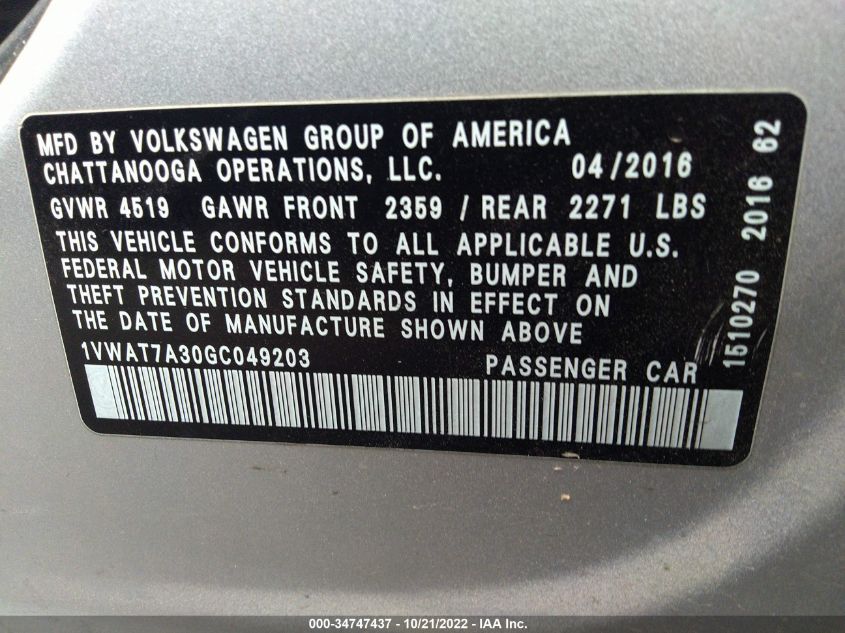 MFD BY VOLKSWAGEN GROUP OF AMERICA
CHATTANOOGA OPERATIONS, LLC. 04/2016
GVWR 4519 GAWR FRONT 2359 / REAR 2271 LBS
THIS VEHICLE CONFORMS TO ALL APPLICABLE U.S.
FEDERAL MOTOR VEHICLE SAFETY, BUMPER AND
THEFT PREVENTION STANDARDS IN EFFECT ON
THE DATE OF MANUFACTURE SHOWN ABOVE
1VWAT7A30GC049203 PASSENGER CAR
1510270 2016 62
000-34747437 - 10/21/2022 - IAA Inc.